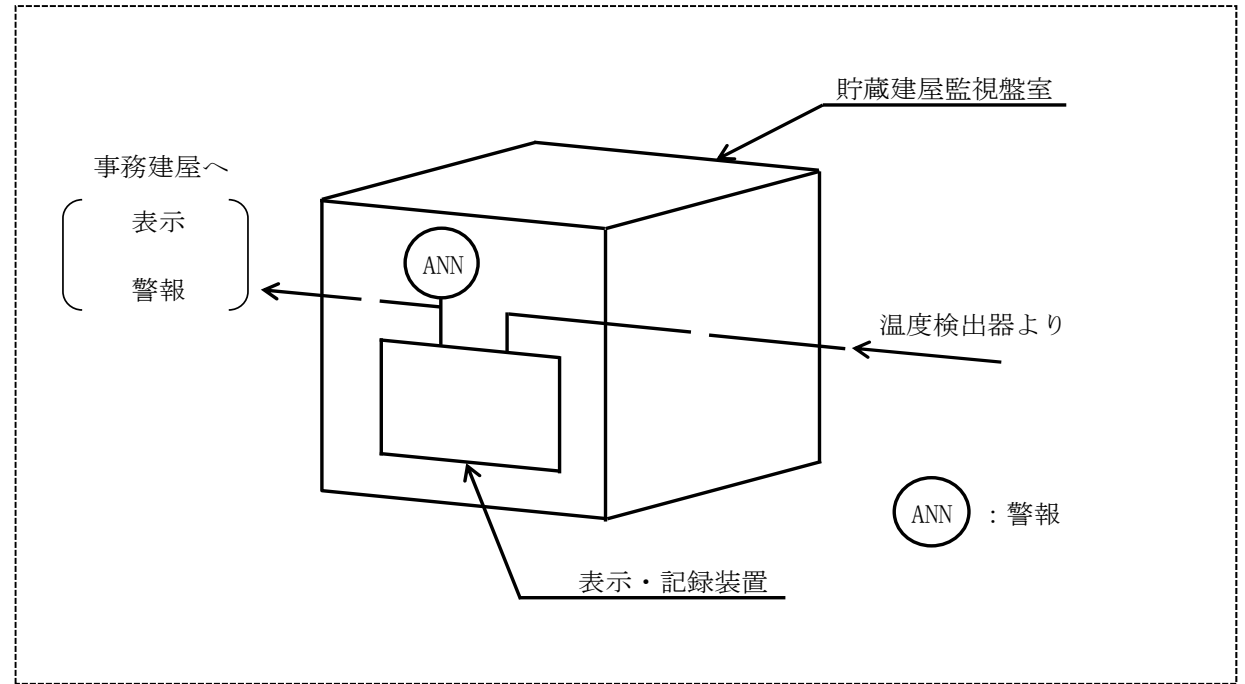 貯蔵建屋監視盤室
事務建屋へ
表示
警報
ANN
温度検出器より
ANN：警報
表示・記録装置